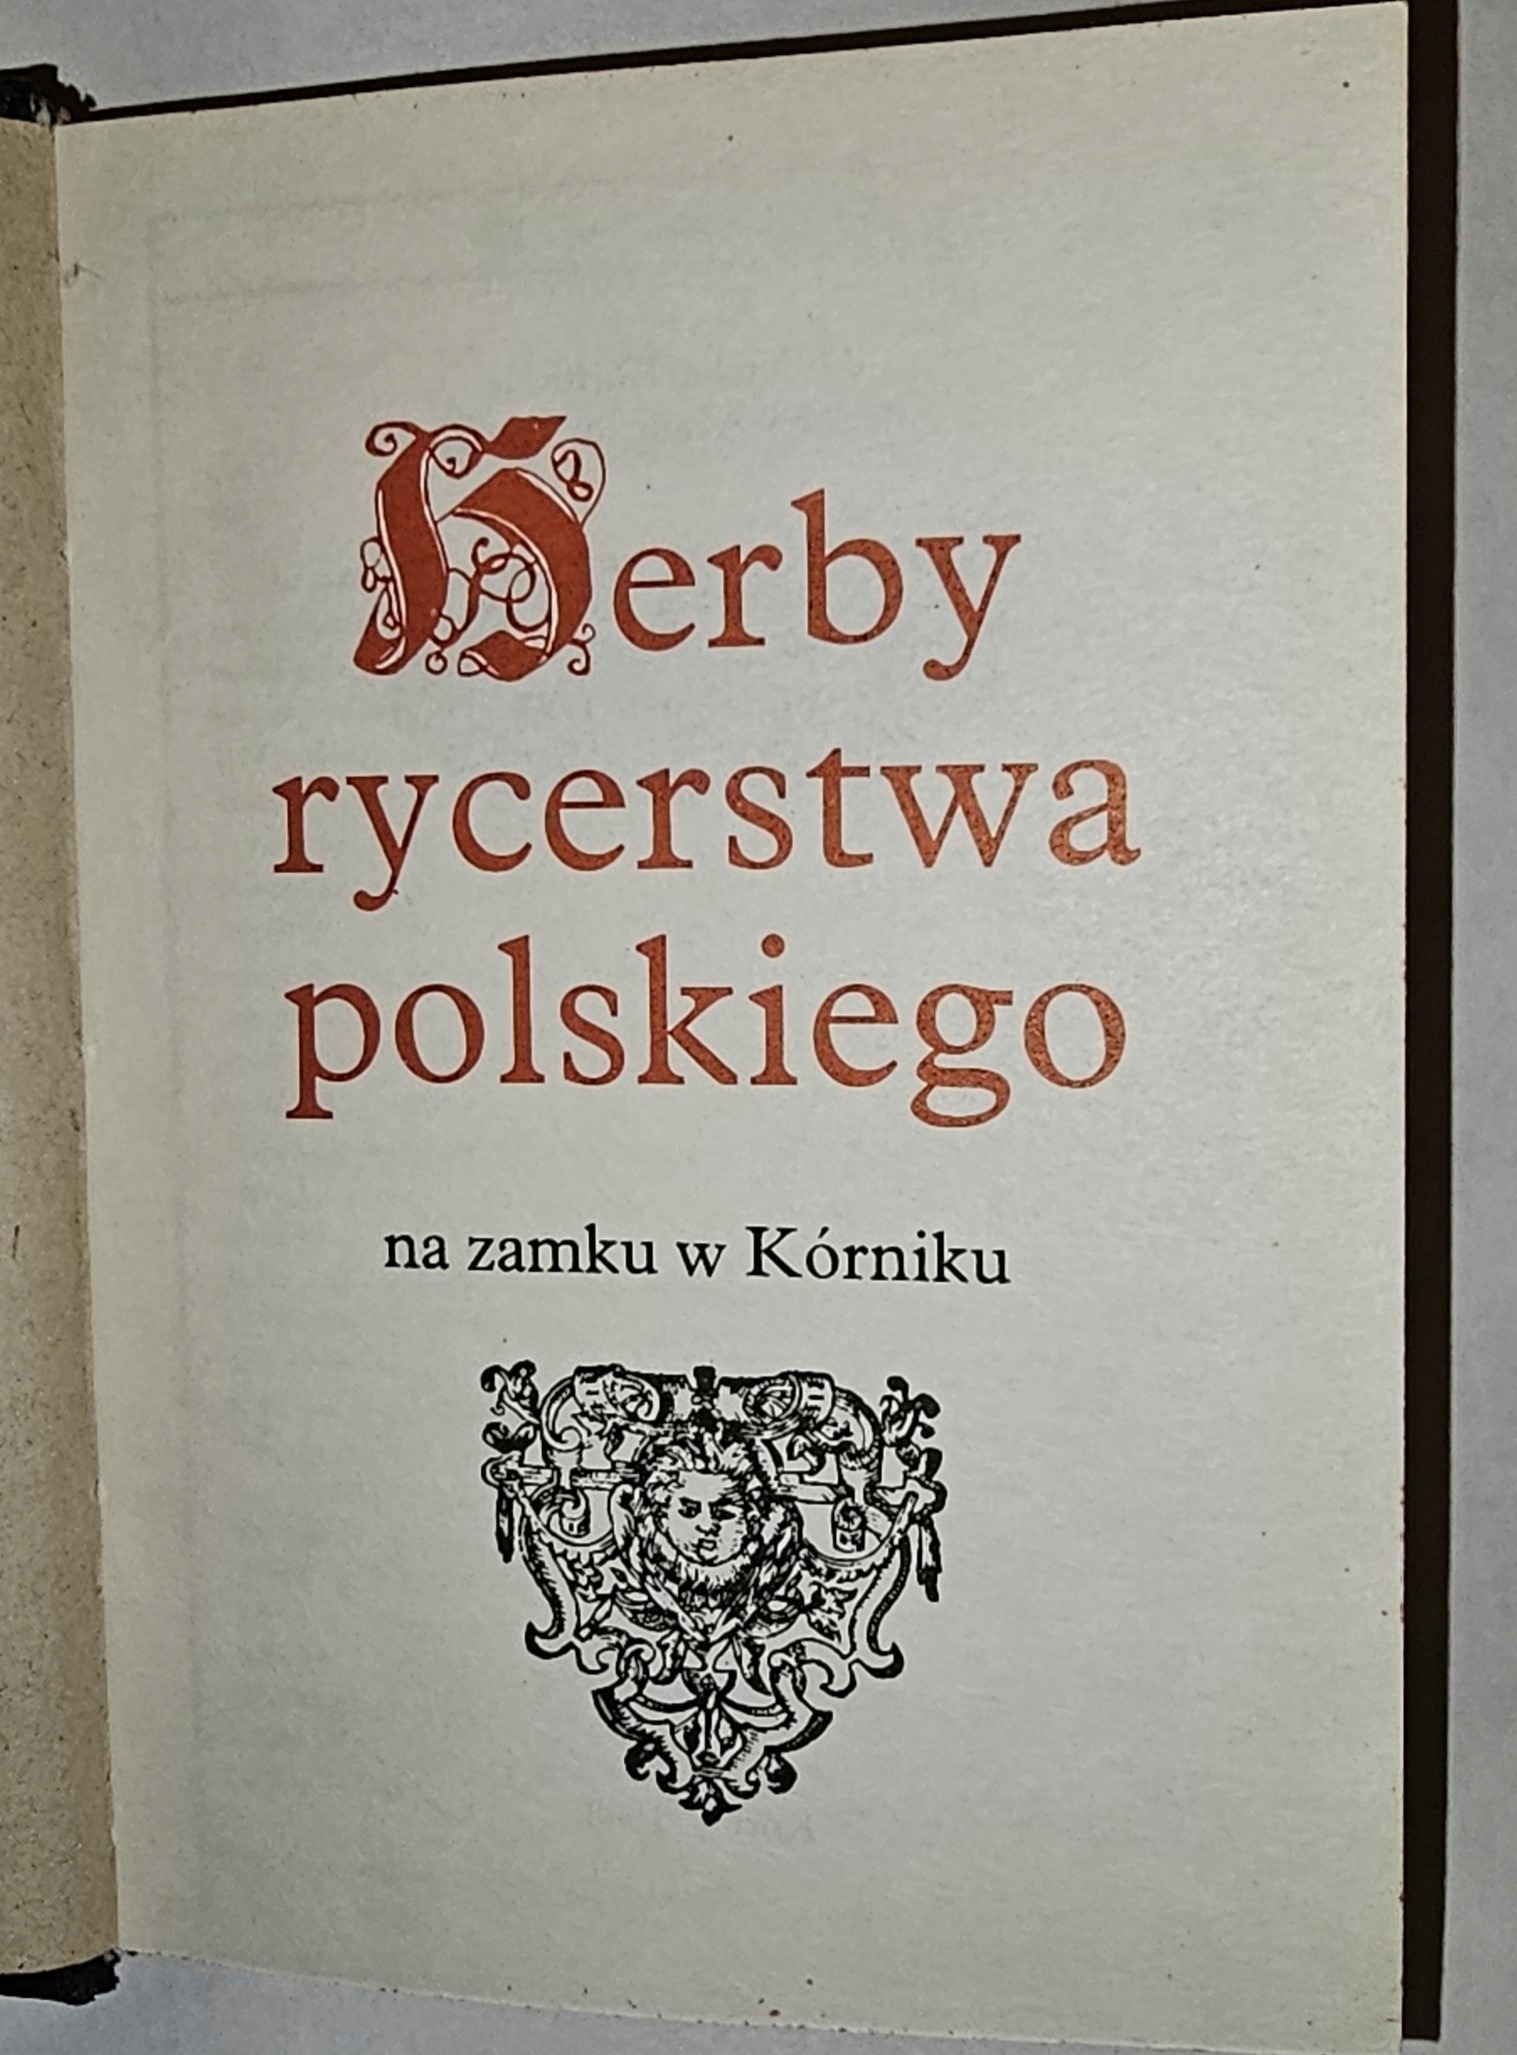 Herby
rycerstwa
polskiego
na zamku w Kórniku